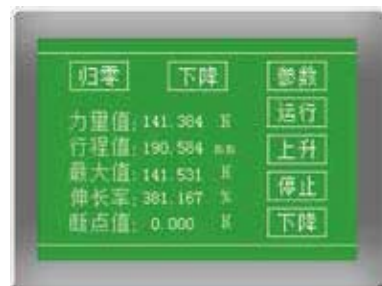 归零 下降 参数
力量值: 141.384 N 运行
行程值: 190.584 mm 上升
最大值: 141.531 N
伸长率: 381.167 % 停止
断点值: 0.000 N 下降